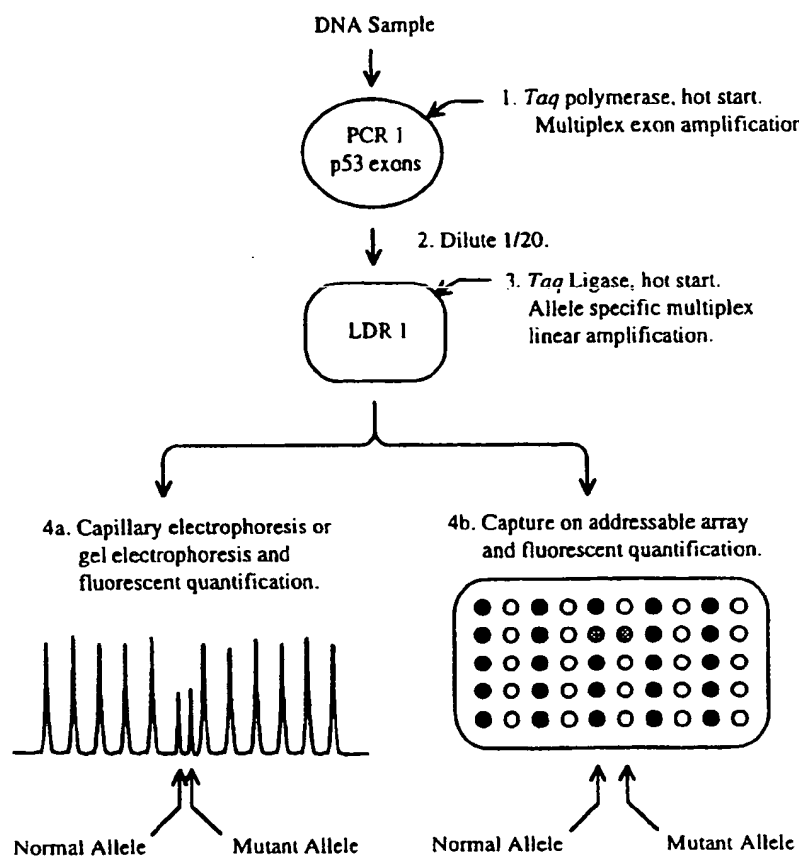 DNA Sample
1. Taq polymerase, hot start.
Multiplex exon amplification
PCR 1
p53 exons
2. Dilute 1/20.
3. Taq Ligase, hot start.
Allele specific multiplex
linear amplification.
LDR 1
4a. Capillary electrophoresis or
gel electrophoresis and
fluorescent quantification.
4b. Capture on addressable array
and fluorescent quantification.
Normal Allele
Mutant Allele
Normal Allele
Mutant Allele